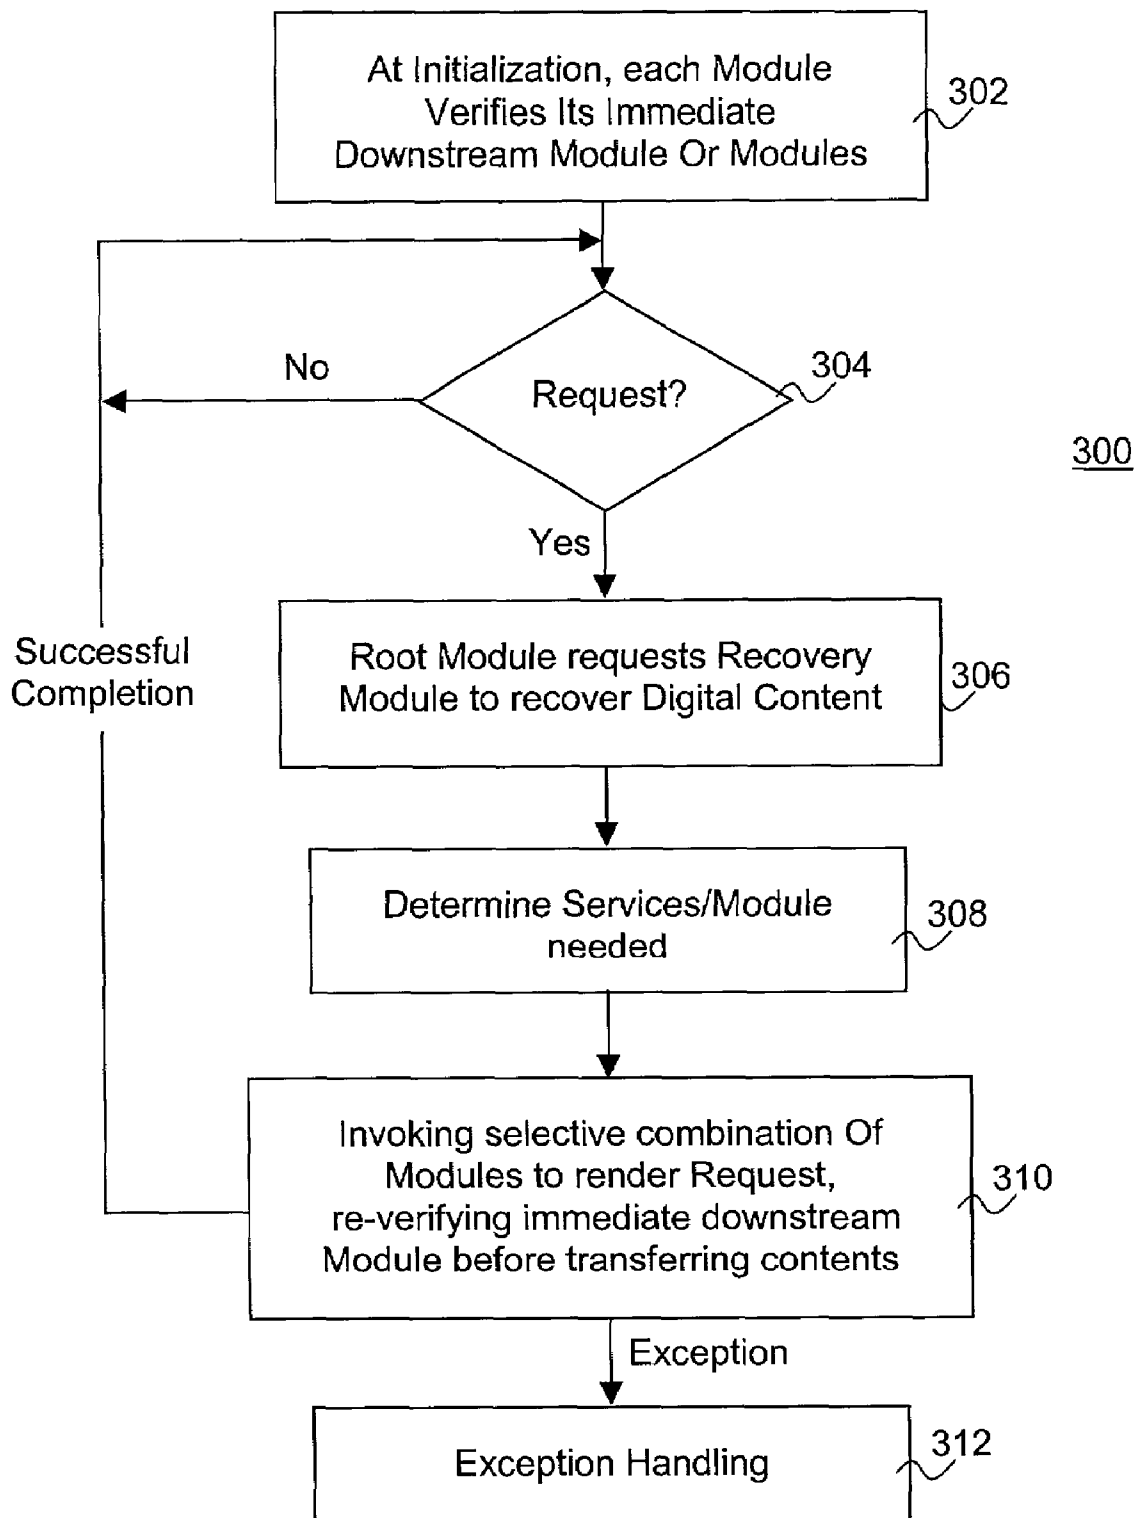 At Initialization, each Module
Verifies Its Immediate
Downstream Module Or Modules
302
No
Request?
304
300
Yes
Successful
Completion
Root Module requests Recovery
Module to recover Digital Content
306
Determine Services/Module
needed
308
Invoking selective combination Of
Modules to render Request,
re-verifying immediate downstream
Module before transferring contents
310
Exception
Exception Handling
312